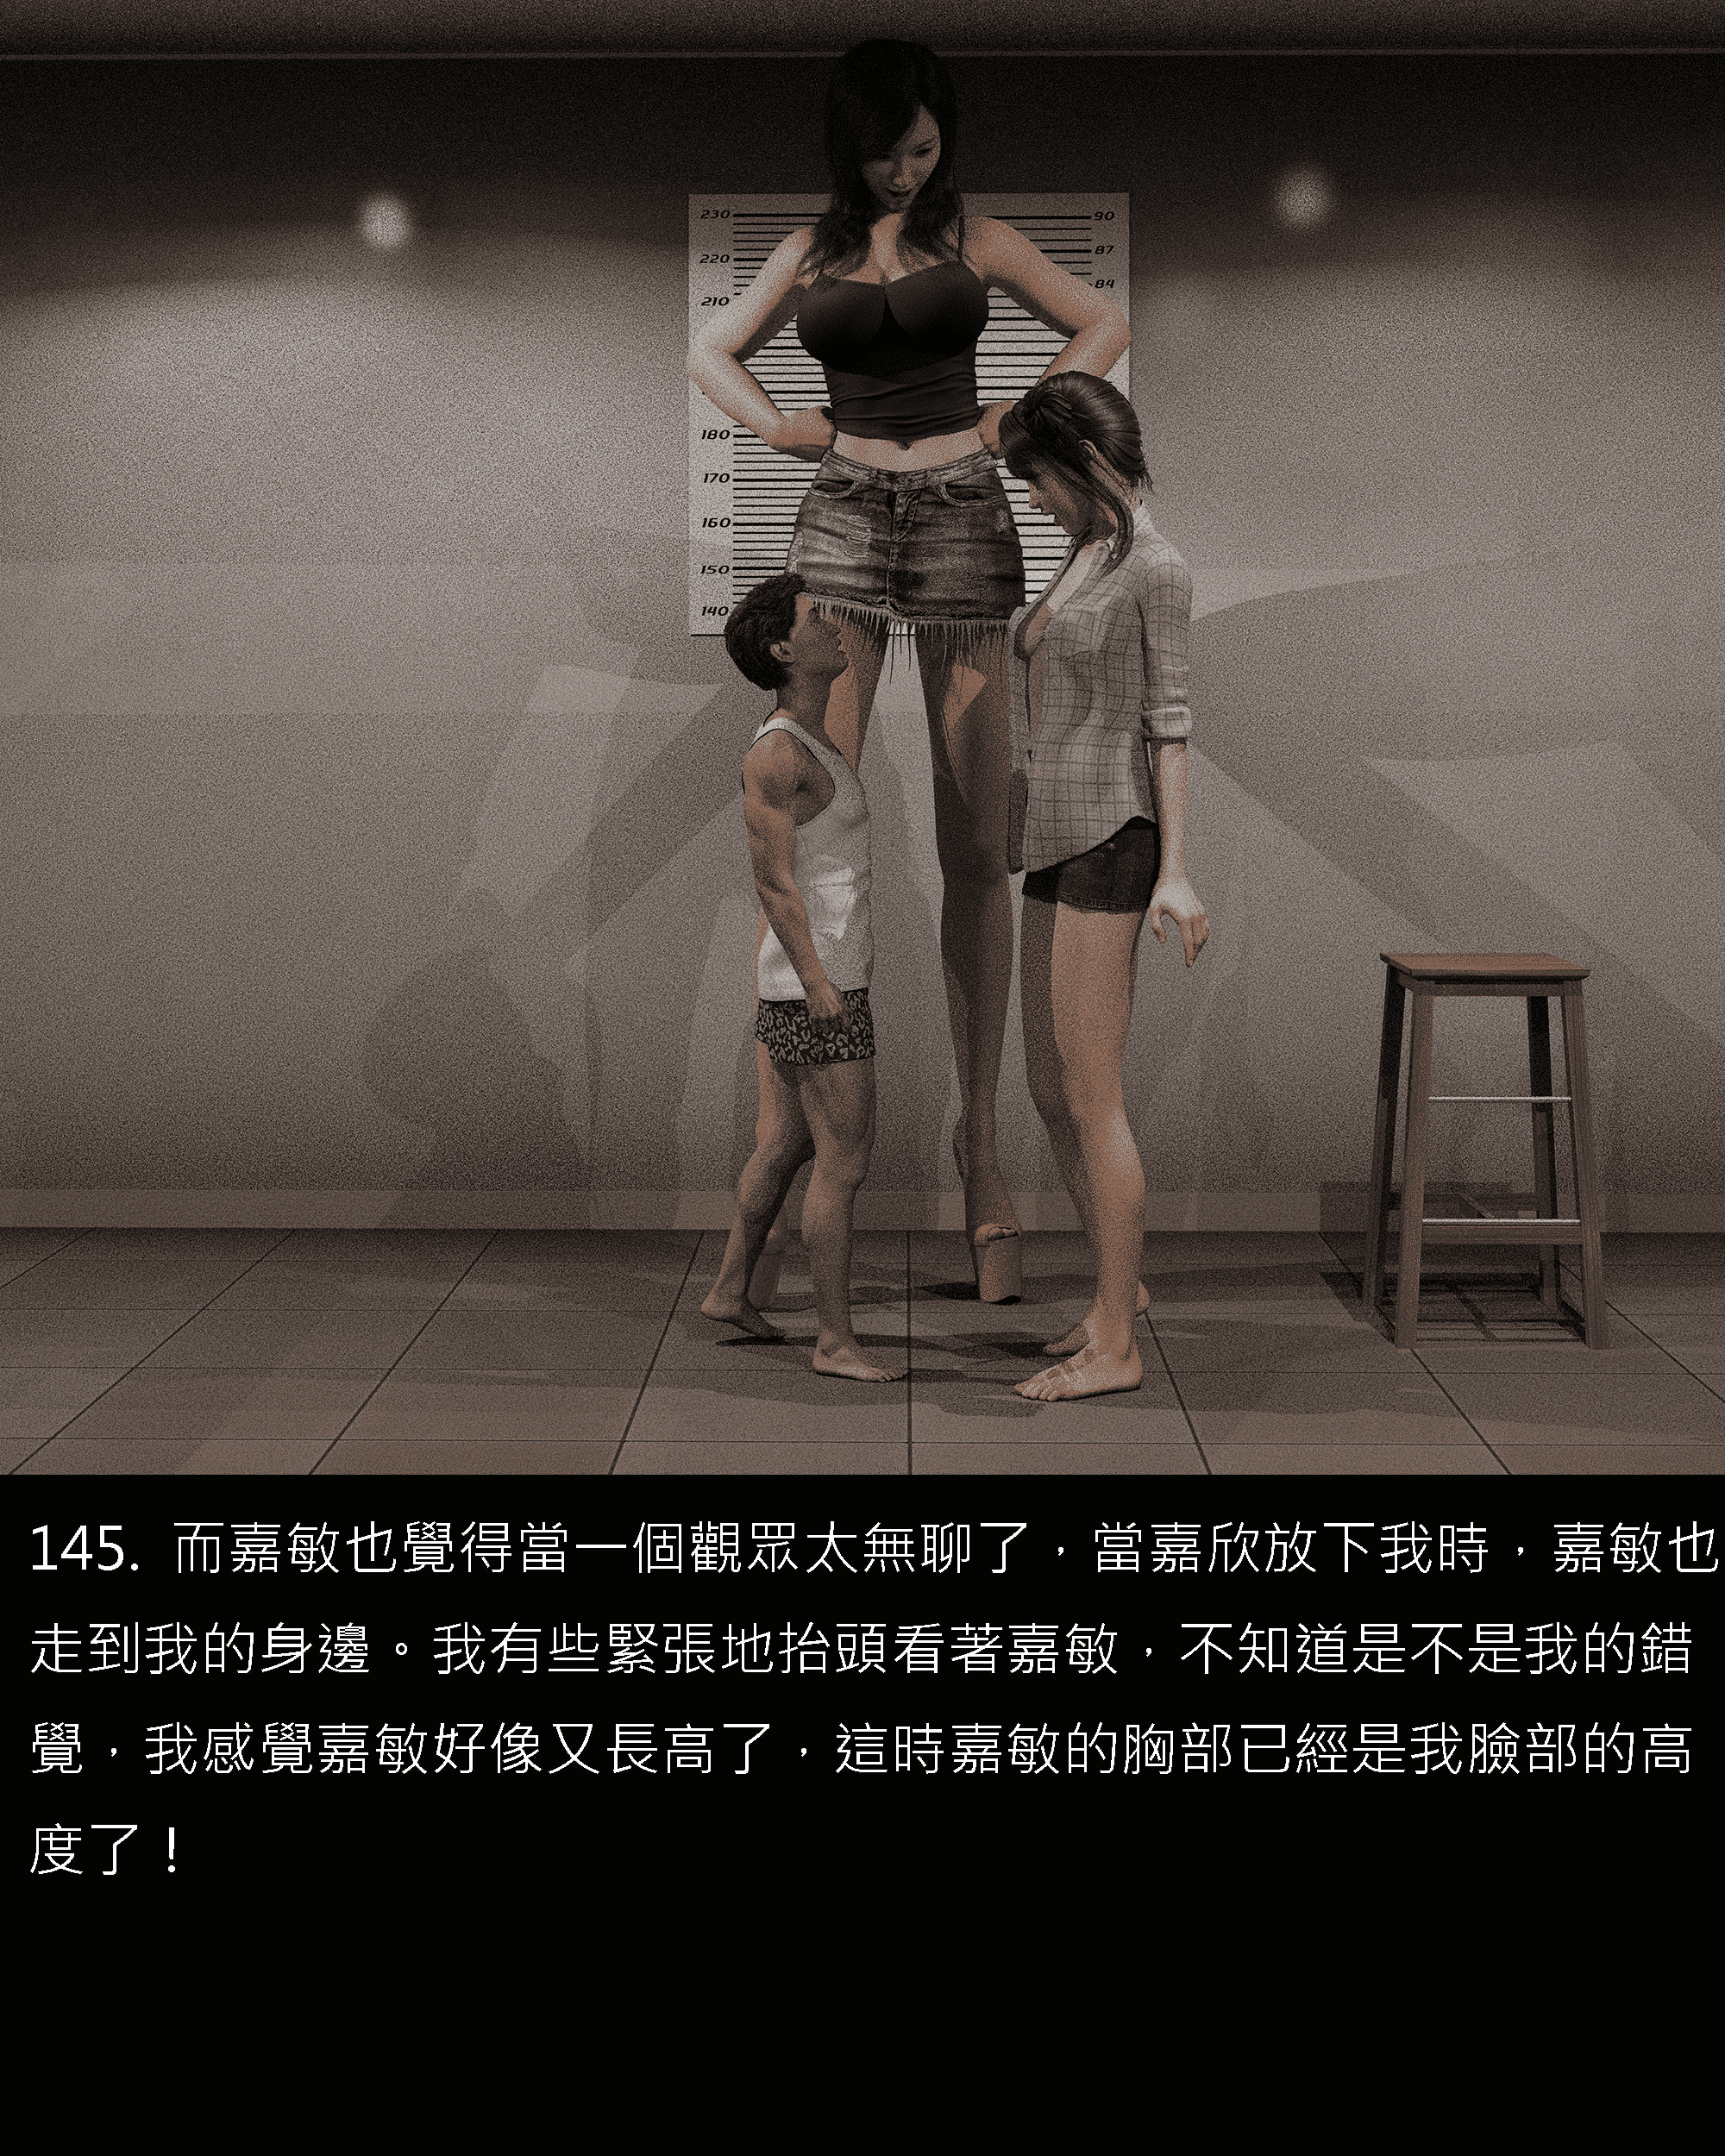 230
90
220
87
84
210
180
170
160
150
140
145. 而嘉敏也覺得當一個觀眾太無聊了，當嘉欣放下我時，嘉敏也
走到我的身邊。我有些緊張地抬頭看著嘉敏，不知道是不是我的錯
覺，我感覺嘉敏好像又長高了，這時嘉敏的胸部已經是我臉部的高
度了！